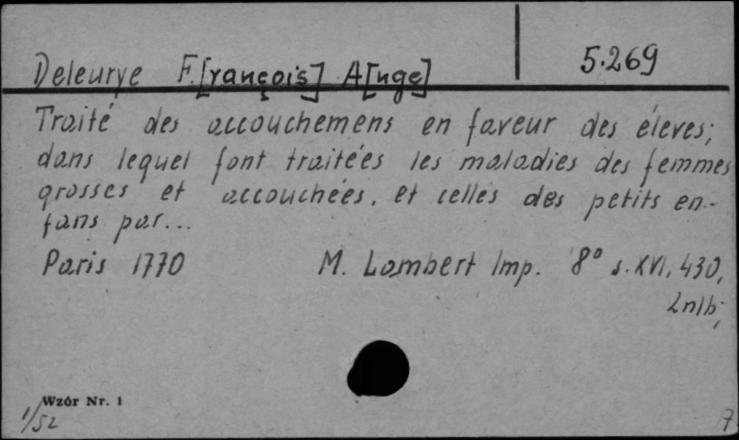 5.269
Deleurye F.[rançois] A[nge]
Traité des accouchemens en faveur des éleves;
dans lequel font traitées les maladies des femmes
grosses et accouchées, et celles des petits en-
fans par...
Paris 1770 M. Lambert Imp. 8° s. XVI, 430,
2nlb;
Wzór Nr. 1
1/52
7